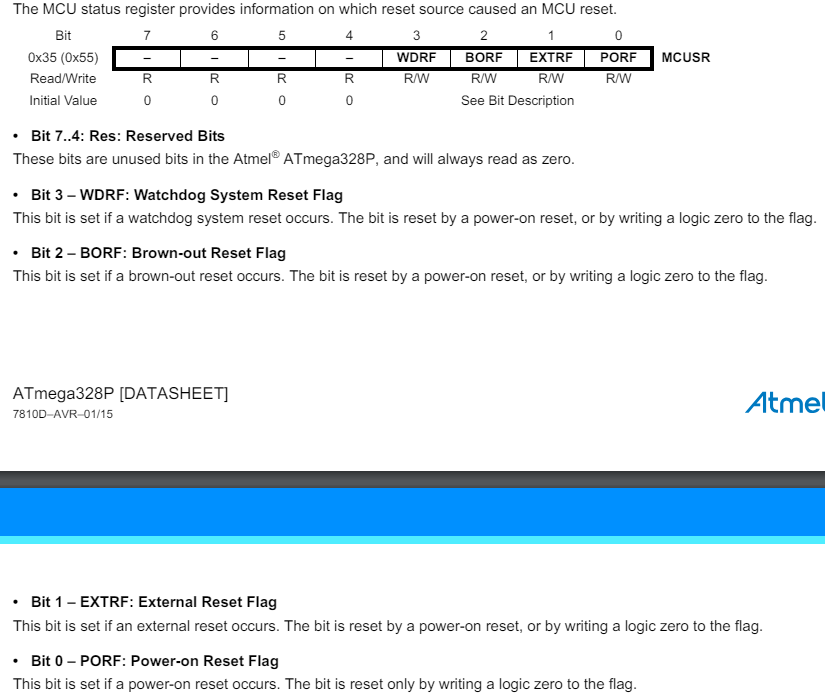 The MCU status register provides information on which reset source caused an MCU reset.
Bit 7 6 5 4 3 2 1 0
0x35 (0x55) – – – – WDRF BORF EXTRF PORF MCUSR
Read/Write R R R R R/W R/W R/W R/W
Initial Value 0 0 0 0 See Bit Description
• Bit 7..4: Res: Reserved Bits
These bits are unused bits in the Atmel® ATmega328P, and will always read as zero.
• Bit 3 – WDRF: Watchdog System Reset Flag
This bit is set if a watchdog system reset occurs. The bit is reset by a power-on reset, or by writing a logic zero to the flag.
• Bit 2 – BORF: Brown-out Reset Flag
This bit is set if a brown-out reset occurs. The bit is reset by a power-on reset, or by writing a logic zero to the flag.
ATmega328P [DATASHEET]
7810D–AVR–01/15
Atmel
• Bit 1 – EXTRF: External Reset Flag
This bit is set if an external reset occurs. The bit is reset by a power-on reset, or by writing a logic zero to the flag.
• Bit 0 – PORF: Power-on Reset Flag
This bit is set if a power-on reset occurs. The bit is reset only by writing a logic zero to the flag.